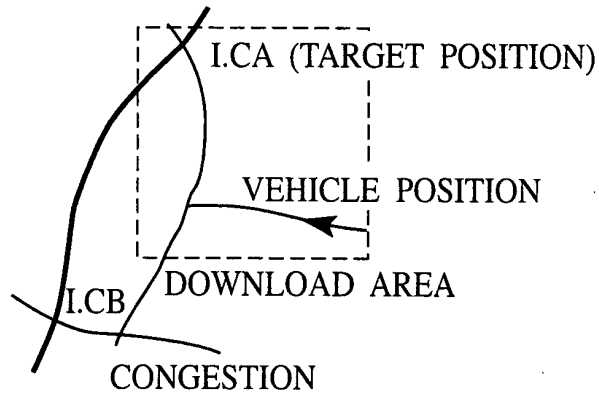 I.CA (TARGET POSITION)
VEHICLE POSITION
DOWNLOAD AREA
I.CB
CONGESTION